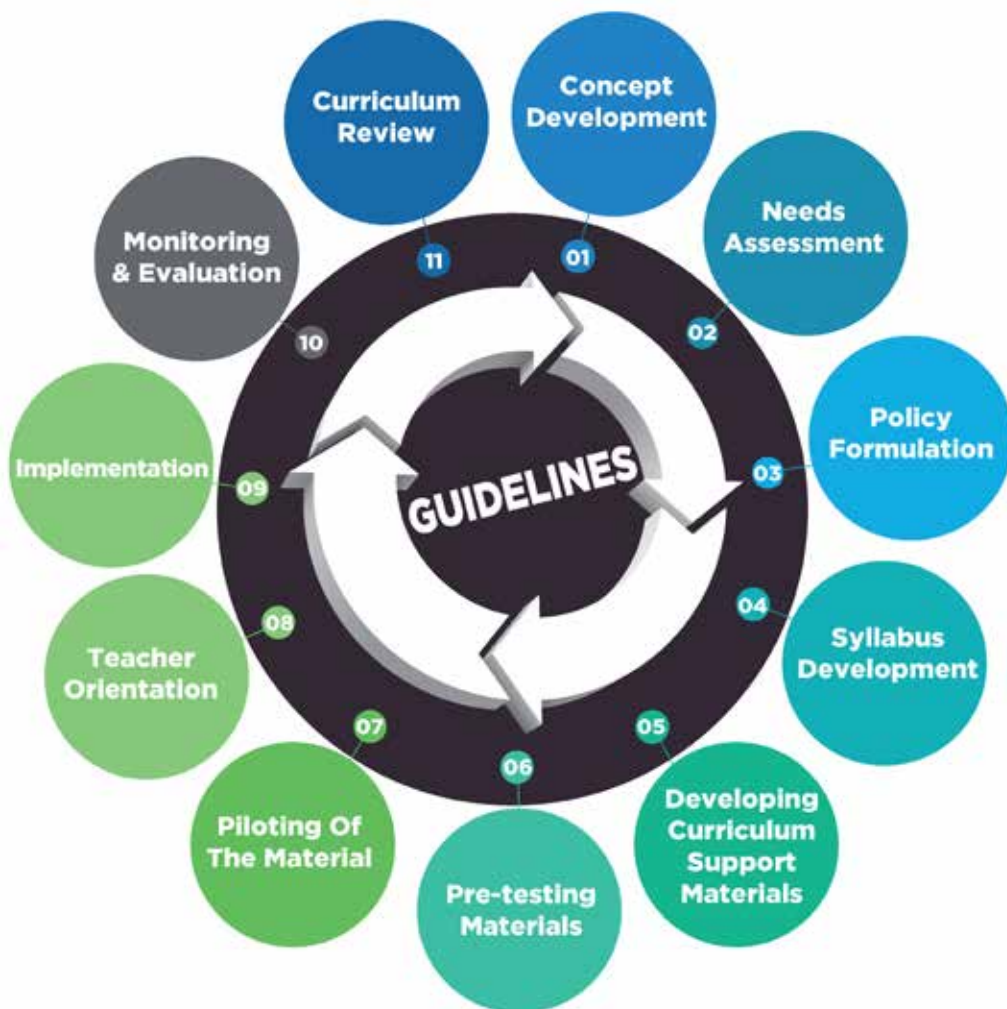 GUIDELINES
01
Concept
Development
02
Needs
Assessment
03
Policy
Formulation
04
Syllabus
Development
05
Developing
Curriculum
Support
Materials
06
Pre-testing
Materials
07
Piloting Of
The Material
08
Teacher
Orientation
09
Implementation
10
Monitoring
& Evaluation
11
Curriculum
Review